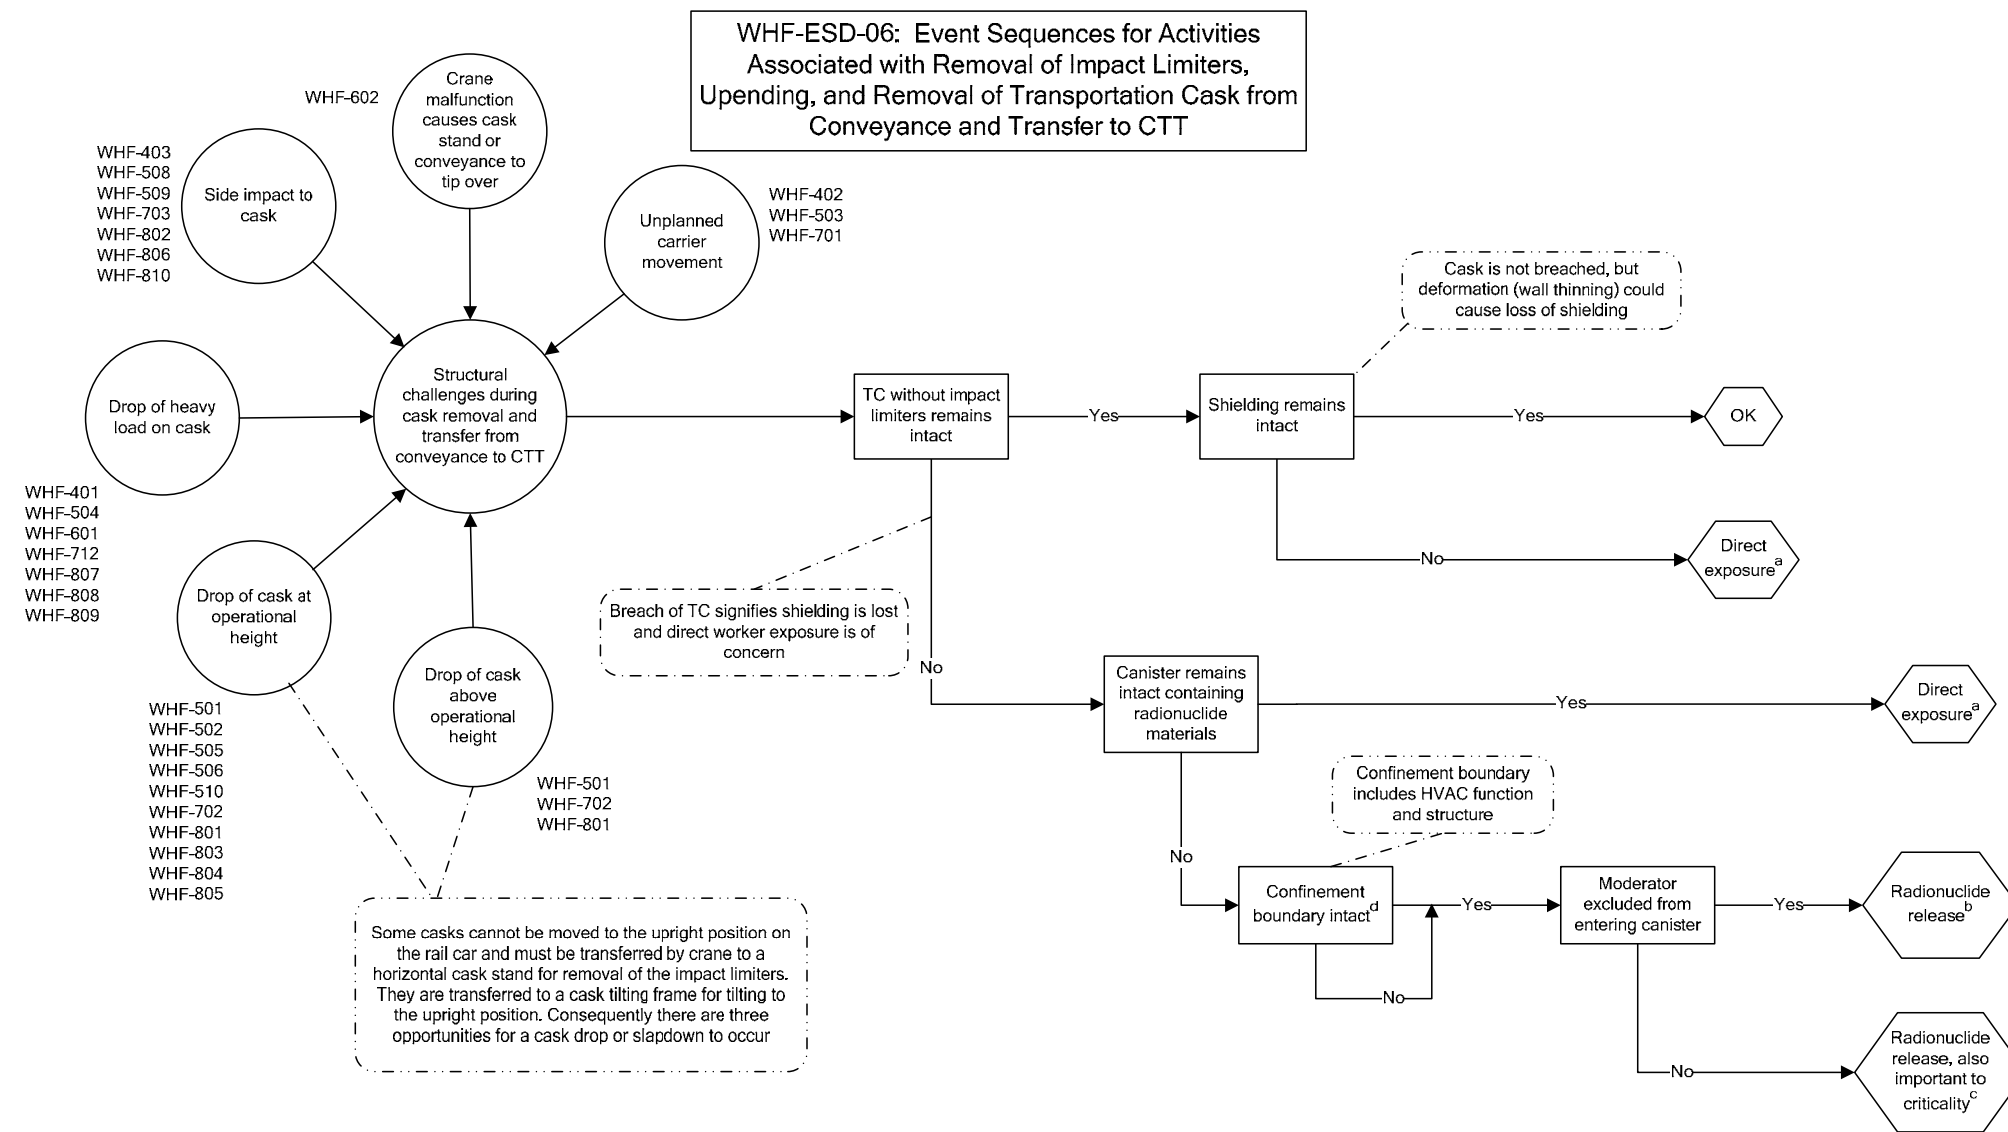 WHF-ESD-06: Event Sequences for Activities
Associated with Removal of Impact Limiters,
Upending, and Removal of Transportation Cask from
Conveyance and Transfer to CTT
WHF-602
Crane
malfunction
causes cask
stand or
conveyance to
tip over
WHF-403
WHF-508
WHF-509
WHF-703
WHF-802
WHF-806
WHF-810
Side impact to
cask
Unplanned
carrier
movement
WHF-402
WHF-503
WHF-701
Cask is not breached, but
deformation (wall thinning) could
cause loss of shielding
Drop of heavy
load on cask
Structural
challenges during
cask removal and
transfer from
conveyance to CTT
TC without impact
limiters remains
intact
Yes
Shielding remains
intact
Yes
OK
WHF-401
WHF-504
WHF-601
WHF-712
WHF-807
WHF-808
WHF-809
No
Direct
exposure^a
Drop of cask at
operational
height
Breach of TC signifies shielding is lost
and direct worker exposure is of
concern
No
Drop of cask
above
operational
height
Canister remains
intact containing
radionuclide
materials
Yes
Direct
exposure^a
WHF-501
WHF-502
WHF-505
WHF-506
WHF-510
WHF-702
WHF-801
WHF-803
WHF-804
WHF-805
WHF-501
WHF-702
WHF-801
Confinement boundary
includes HVAC function
and structure
No
Confinement
boundary intact^d
Yes
Moderator
excluded from
entering canister
Yes
Radionuclide
release^b
No
Some casks cannot be moved to the upright position on
the rail car and must be transferred by crane to a
horizontal cask stand for removal of the impact limiters.
They are transferred to a cask tilting frame for tilting to
the upright position. Consequently there are three
opportunities for a cask drop or slapdown to occur
No
Radionuclide
release, also
important to
criticality^c